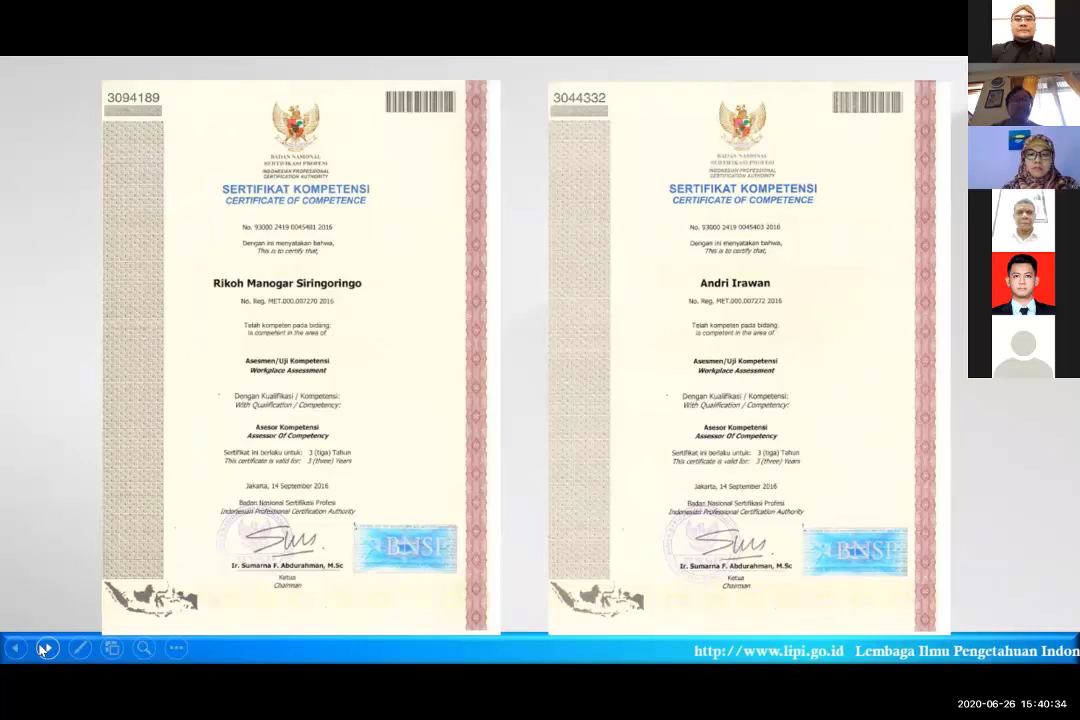 3094189
BADAN NASIONAL
SERTIFIKASI PROFESI
INDONESIAN PROFESSIONAL
CERTIFICATION AUTHORITY
SERTIFIKAT KOMPETENSI
CERTIFICATE OF COMPETENCE
No. 93000 2419 0045401 2016
Dengan ini menyatakan bahwa,
This is to certify that,
Rikoh Manogar Siringoringo
No. Reg. MET.000.007270 2016
Telah kompeten pada bidang:
is competent in the area of
Asesmen/Uji Kompetensi
Workplace Assessment
Dengan Kualifikasi / Kompetensi:
With Qualification / Competency:
Asesor Kompetensi
Assessor Of Competency
Sertifikat ini berlaku untuk: 3 (tiga) Tahun
This certificate is valid for: 3 (three) Years
Jakarta, 14 September 2016
Badan Nasional Sertifikasi Profesi
Indonesian Professional Certification Authority
BNSP
Ir. Sumarna F. Abdurahman, M.Sc
Ketua
Chairman
3044332
BADAN NASIONAL
SERTIFIKASI PROFESI
INDONESIAN PROFESSIONAL
CERTIFICATION AUTHORITY
SERTIFIKAT KOMPETENSI
CERTIFICATE OF COMPETENCE
No. 93000 2419 0045403 2016
Dengan ini menyatakan bahwa,
This is to certify that,
Andri Irawan
No. Reg. MET.000.007272 2016
Telah kompeten pada bidang:
is competent in the area of
Asesmen/Uji Kompetensi
Workplace Assessment
Dengan Kualifikasi / Kompetensi:
With Qualification / Competency:
Asesor Kompetensi
Assessor Of Competency
Sertifikat ini berlaku untuk: 3 (tiga) Tahun
This certificate is valid for: 3 (three) Years
Jakarta, 14 September 2016
Badan Nasional Sertifikasi Profesi
Indonesian Professional Certification Authority
BNSP
Ir. Sumarna F. Abdurahman, M.Sc
Ketua
Chairman
http://www.lipi.go.id Lembaga Ilmu Pengetahuan Indon
2020-06-26 15:40:34